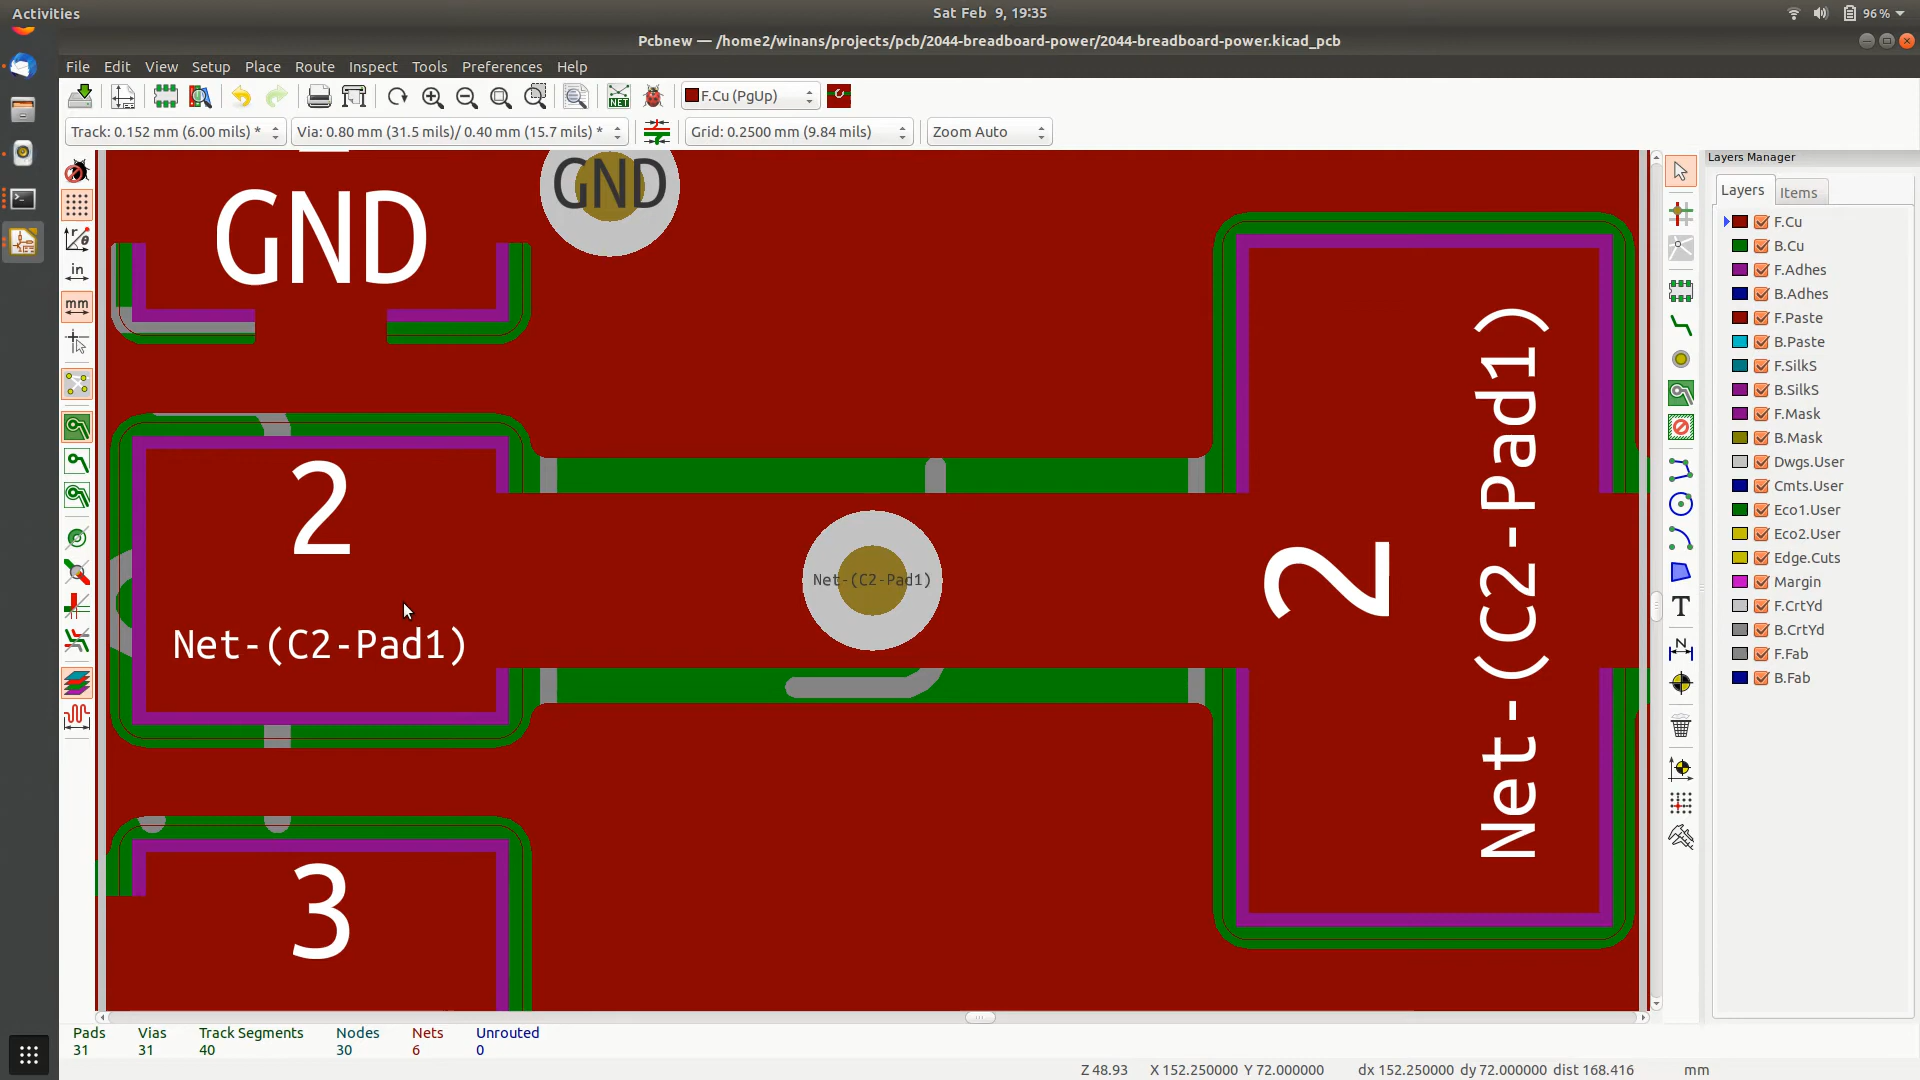 Activities
Sat Feb 9, 19:35
96 %
Pcbnew — /home2/winans/projects/pcb/2044-breadboard-power/2044-breadboard-power.kicad_pcb
File Edit View Setup Place Route Inspect Tools Preferences Help
NET
F.Cu (PgUp)
Track: 0.152 mm (6.00 mils) *
Via: 0.80 mm (31.5 mils)/ 0.40 mm (15.7 mils) *
Grid: 0.2500 mm (9.84 mils)
Zoom Auto
Layers Manager
Layers Items
F.Cu
B.Cu
F.Adhes
B.Adhes
F.Paste
B.Paste
F.SilkS
B.SilkS
F.Mask
B.Mask
Dwgs.User
Cmts.User
Eco1.User
Eco2.User
Edge.Cuts
Margin
F.CrtYd
B.CrtYd
F.Fab
B.Fab
in
mm
T
N
GND
GND
2
Net-(C2-Pad1)
Net-(C2-Pad1)
2
Net-(C2-Pad1)
3
Pads Vias Track Segments Nodes Nets Unrouted
31 31 40 30 6 0
Z 48.93 X 152.250000 Y 72.000000 dx 152.250000 dy 72.000000 dist 168.416 mm